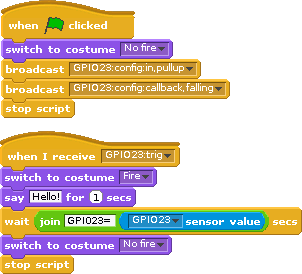 when clicked
switch to costume No fire
broadcast GPIO23:config:in,pullup
broadcast GPIO23:config:callback,falling
stop script
when I receive GPIO23:trig
switch to costume Fire
say Hello! for 1 secs
wait join GPIO23= GPIO23 sensor value secs
switch to costume No fire
stop script